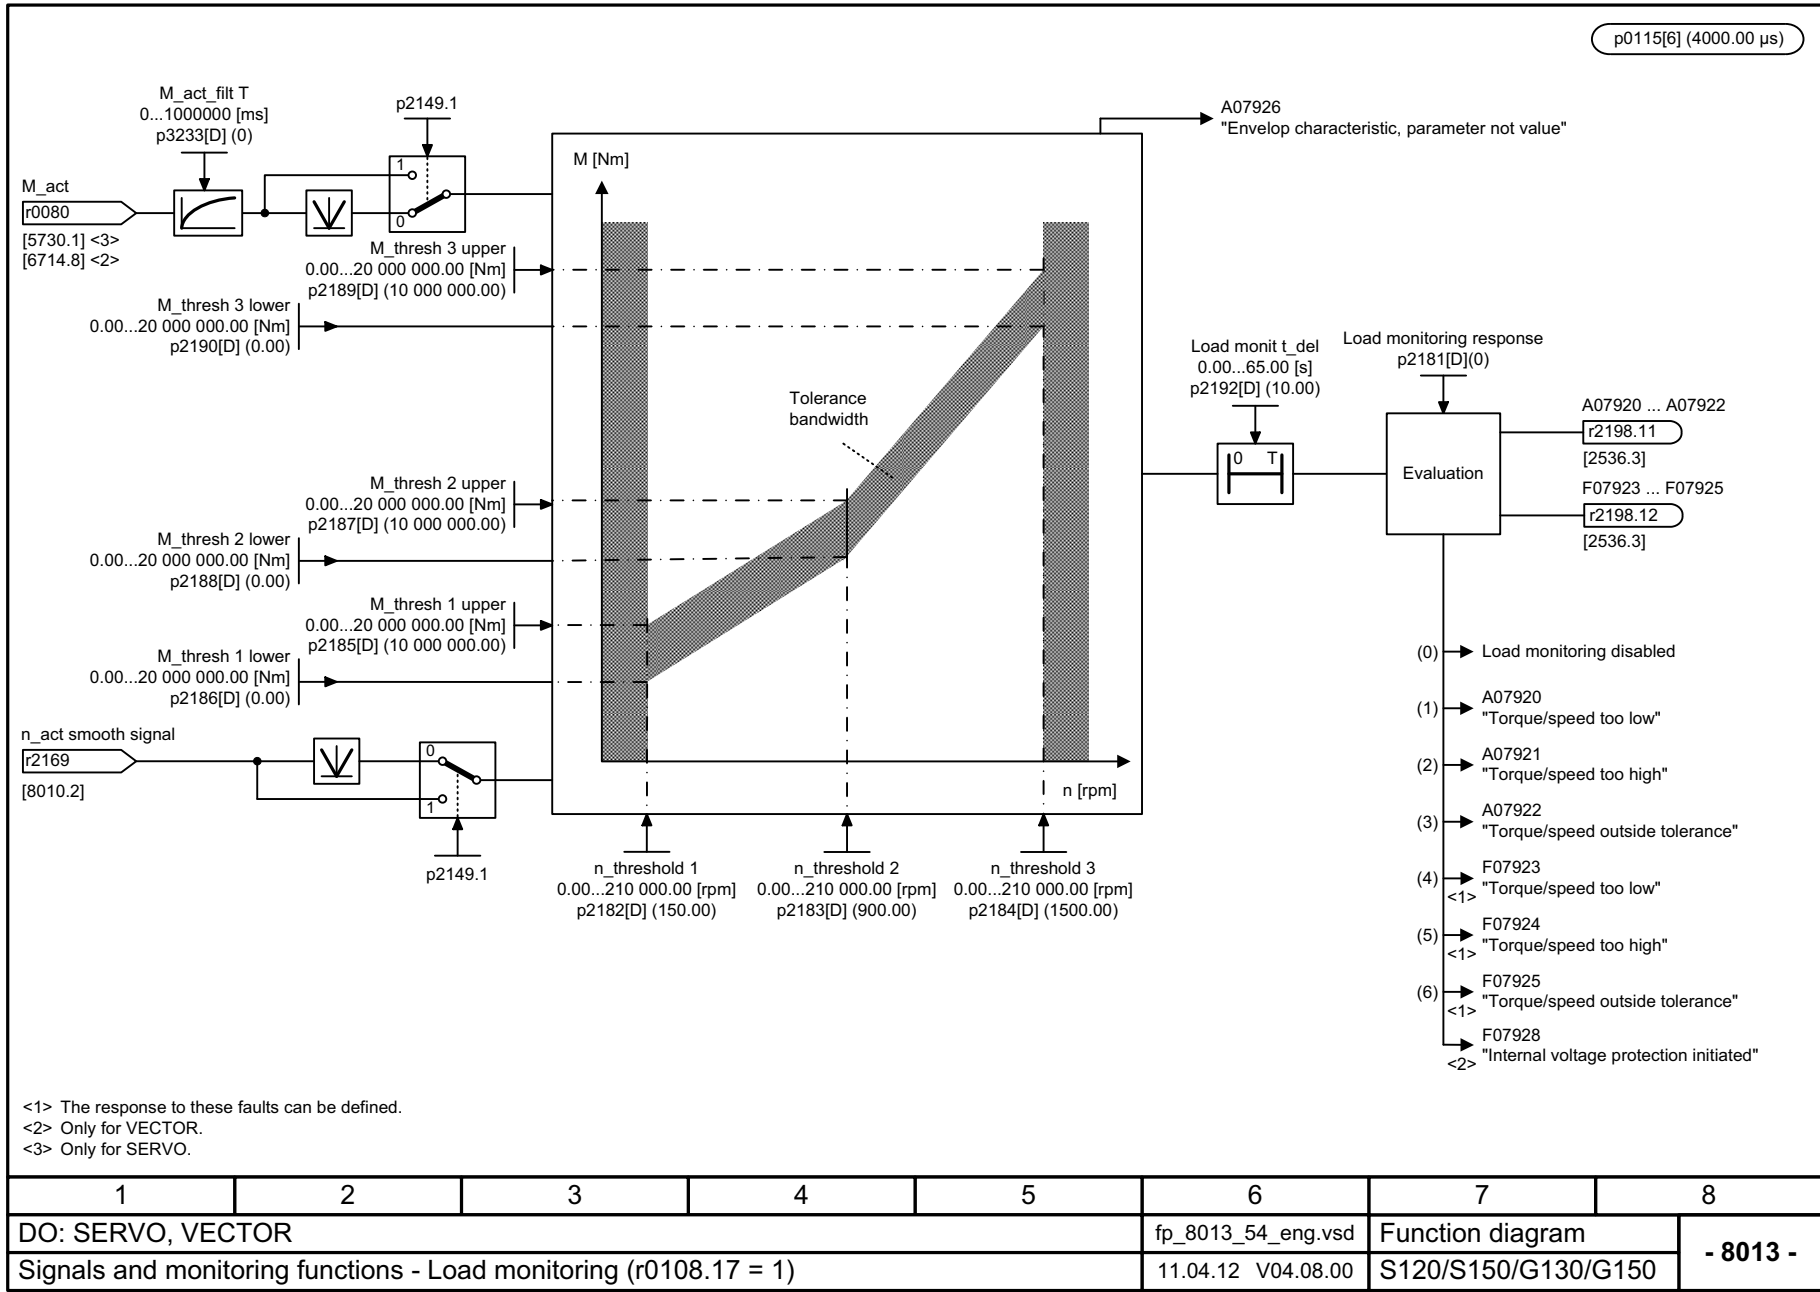 p0115[6] (4000.00 µs)
M_act_filt T
0...1000000 [ms]
p3233[D] (0)
p2149.1
A07926
"Envelop characteristic, parameter not value"
M_act
r0080
[5730.1] <3>
[6714.8] <2>
1
0
M [Nm]
M_thresh 3 upper
0.00...20 000 000.00 [Nm]
p2189[D] (10 000 000.00)
M_thresh 3 lower
0.00...20 000 000.00 [Nm]
p2190[D] (0.00)
Tolerance
bandwidth
M_thresh 2 upper
0.00...20 000 000.00 [Nm]
p2187[D] (10 000 000.00)
M_thresh 2 lower
0.00...20 000 000.00 [Nm]
p2188[D] (0.00)
M_thresh 1 upper
0.00...20 000 000.00 [Nm]
p2185[D] (10 000 000.00)
M_thresh 1 lower
0.00...20 000 000.00 [Nm]
p2186[D] (0.00)
n_act smooth signal
r2169
[8010.2]
0
1
p2149.1
n [rpm]
n_threshold 1
0.00...210 000.00 [rpm]
p2182[D] (150.00)
n_threshold 2
0.00...210 000.00 [rpm]
p2183[D] (900.00)
n_threshold 3
0.00...210 000.00 [rpm]
p2184[D] (1500.00)
Load monit t_del
0.00...65.00 [s]
p2192[D] (10.00)
0 T
Load monitoring response
p2181[D](0)
Evaluation
A07920 ... A07922
r2198.11
[2536.3]
F07923 ... F07925
r2198.12
[2536.3]
(0) Load monitoring disabled
(1) A07920
"Torque/speed too low"
(2) A07921
"Torque/speed too high"
(3) A07922
"Torque/speed outside tolerance"
(4) F07923
<1> "Torque/speed too low"
(5) F07924
<1> "Torque/speed too high"
(6) F07925
<1> "Torque/speed outside tolerance"
F07928
<2> "Internal voltage protection initiated"
<1> The response to these faults can be defined.
<2> Only for VECTOR.
<3> Only for SERVO.
1 2 3 4 5 6 7 8
DO: SERVO, VECTOR
fp_8013_54_eng.vsd
Function diagram
- 8013 -
Signals and monitoring functions - Load monitoring (r0108.17 = 1)
11.04.12 V04.08.00
S120/S150/G130/G150